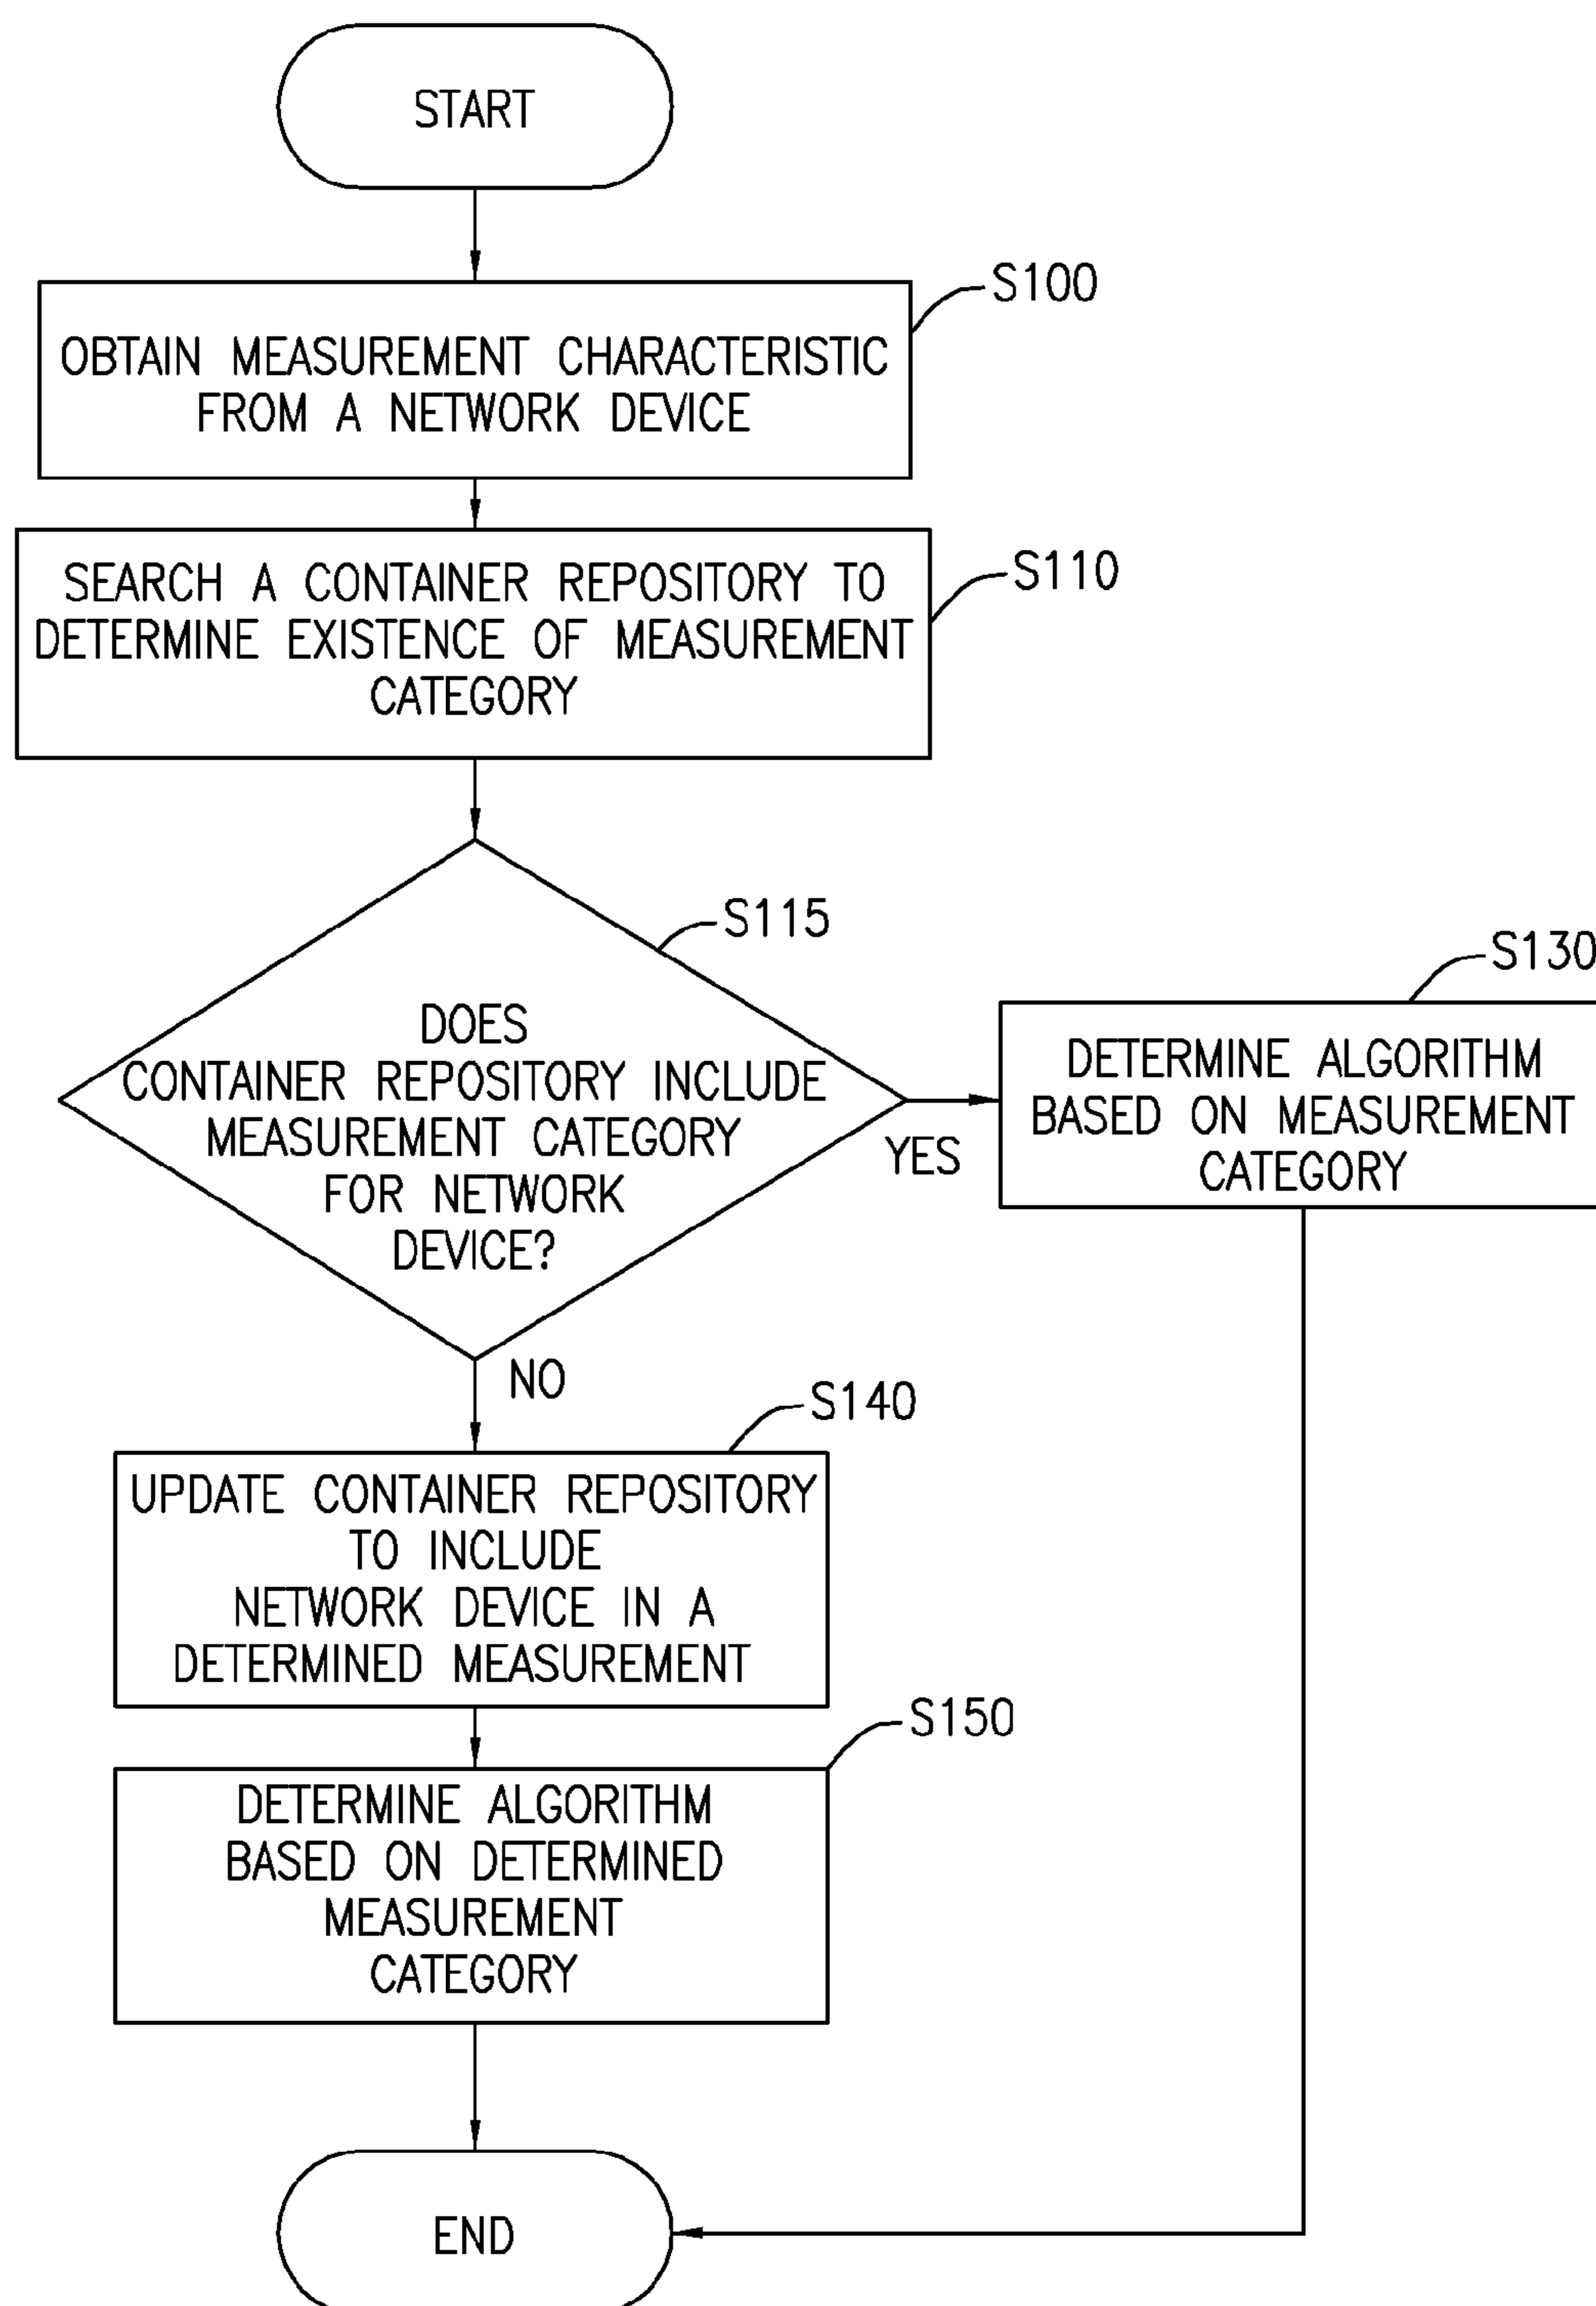 START
S100
OBTAIN MEASUREMENT CHARACTERISTIC
FROM A NETWORK DEVICE
S110
SEARCH A CONTAINER REPOSITORY TO
DETERMINE EXISTENCE OF MEASUREMENT
CATEGORY
S115
DOES
CONTAINER REPOSITORY INCLUDE
MEASUREMENT CATEGORY
FOR NETWORK
DEVICE?
YES
S130
DETERMINE ALGORITHM
BASED ON MEASUREMENT
CATEGORY
NO
S140
UPDATE CONTAINER REPOSITORY
TO INCLUDE
NETWORK DEVICE IN A
DETERMINED MEASUREMENT
S150
DETERMINE ALGORITHM
BASED ON DETERMINED
MEASUREMENT
CATEGORY
END